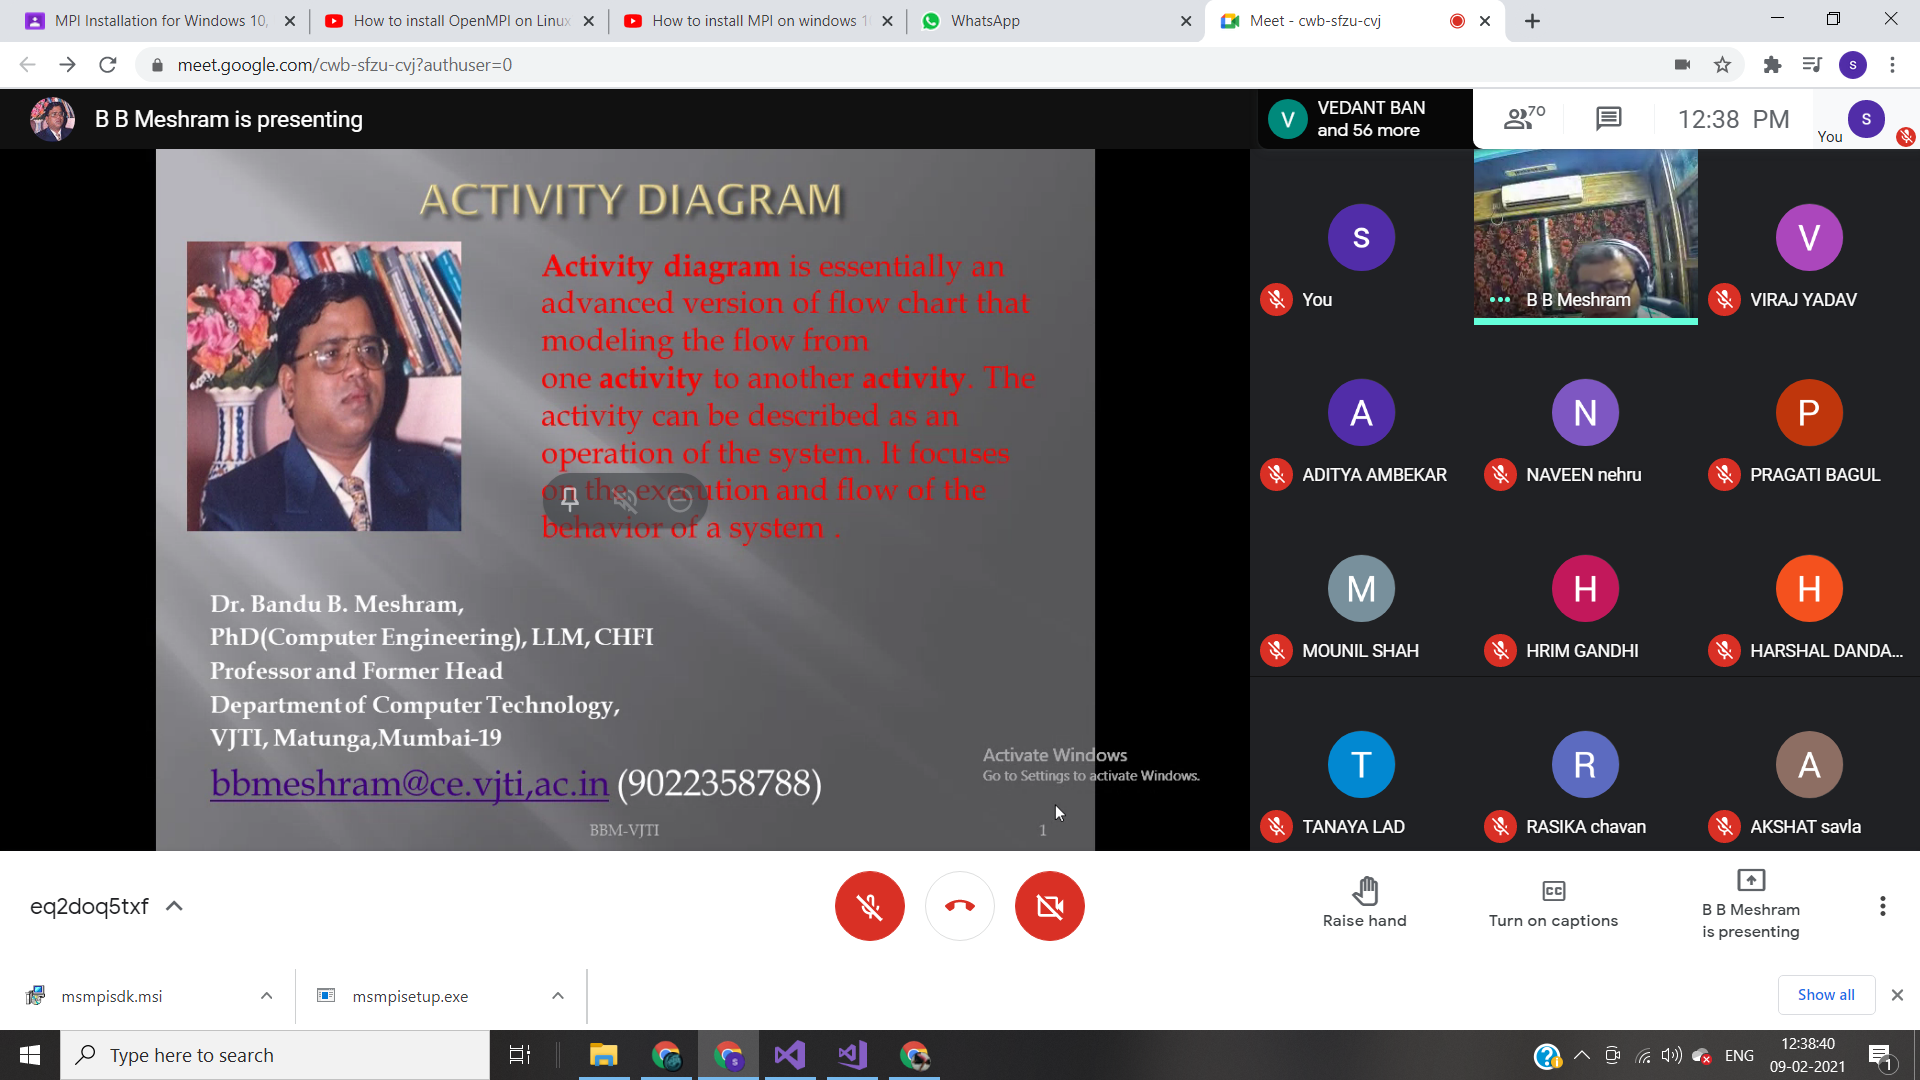 MPI Installation for Windows 10,
How to install OpenMPI on Linux
How to install MPI on windows 10
WhatsApp
Meet - cwb-sfzu-cvj
meet.google.com/cwb-sfzu-cvj?authuser=0
S
B B Meshram is presenting
V
VEDANT BAN
and 56 more
70
12:38 PM
You
S
ACTIVITY DIAGRAM
Activity diagram is essentially an
advanced version of flow chart that
modeling the flow from
one activity to another activity. The
activity can be described as an
operation of the system. It focuses
on the execution and flow of the
behavior of a system .
Dr. Bandu B. Meshram,
PhD(Computer Engineering), LLM, CHFI
Professor and Former Head
Department of Computer Technology,
VJTI, Matunga,Mumbai-19
bbmeshram@ce.vjti,ac.in (9022358788)
BBM-VJTI
1
Activate Windows
Go to Settings to activate Windows.
S
You
B B Meshram
V
VIRAJ YADAV
A
ADITYA AMBEKAR
N
NAVEEN nehru
P
PRAGATI BAGUL
M
MOUNIL SHAH
H
HRIM GANDHI
H
HARSHAL DANDA...
T
TANAYA LAD
R
RASIKA chavan
A
AKSHAT savla
eq2doq5txf
Raise hand
CC
Turn on captions
B B Meshram
is presenting
msmpisdk.msi
msmpisetup.exe
Show all
Type here to search
ENG
12:38:40
09-02-2021
1